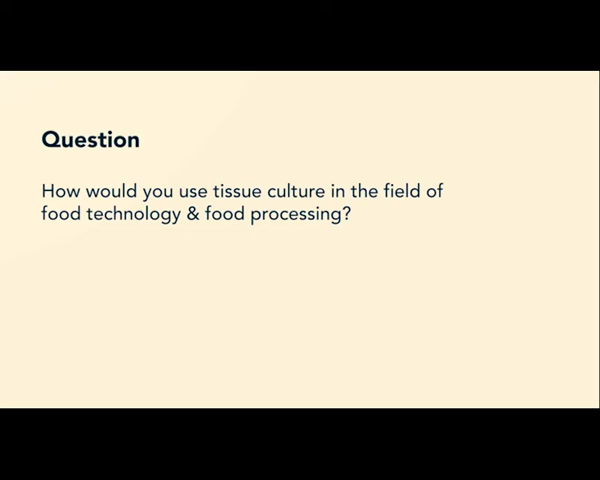 Question
How would you use tissue culture in the field of
food technology & food processing?